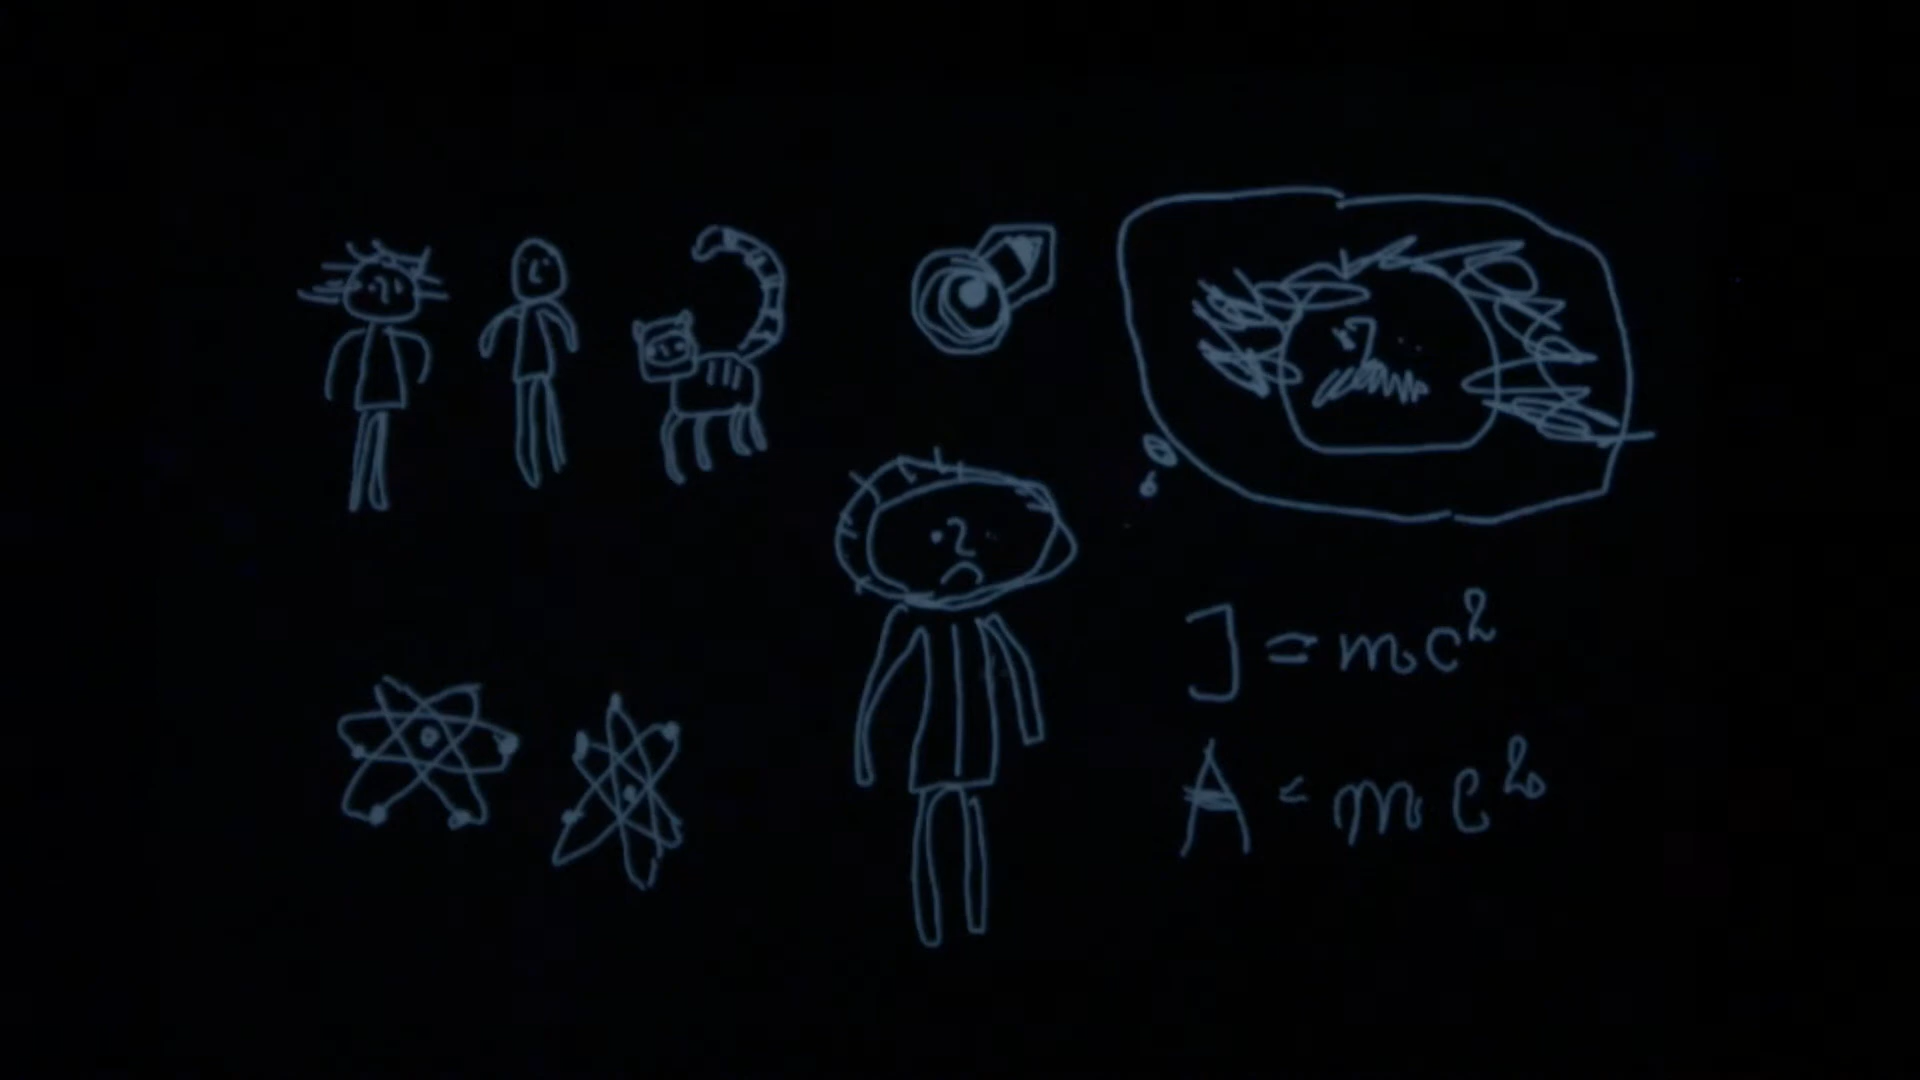 J = mc²
A = mc²